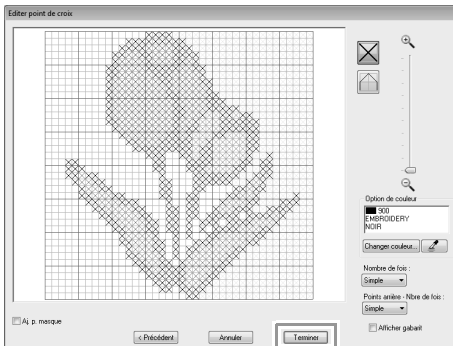 Editer point de croix
Option de couleur
900
EMBROIDERY
NOIR
Changer couleur...
Nombre de fois :
Simple
Points arrière - Nbre de fois :
Simple
Afficher gabarit
Aj. p. masque
< Précédent
Annuler
Terminer